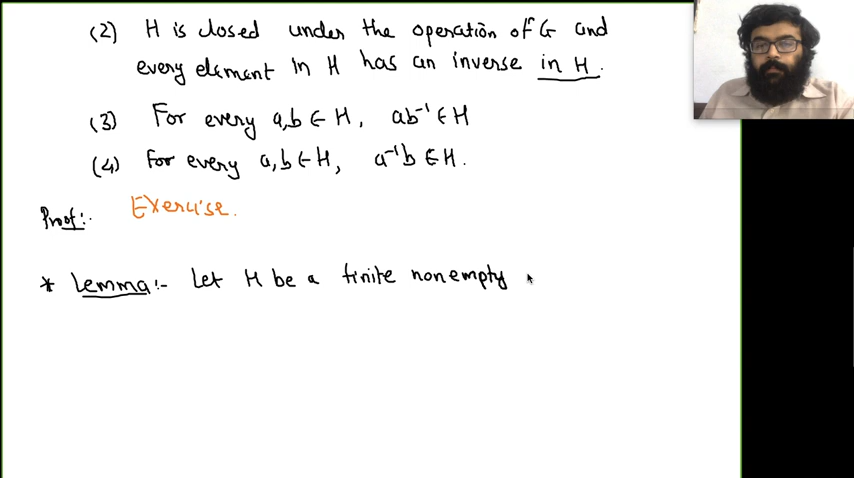 (2) H is closed under the operation of G and
every element in H has an inverse in H.
(3) For every a,b ∈ H, ab⁻¹ ∈ H
(4) For every a,b ∈ H, a⁻¹b ∈ H.
Proof:- Exercise.
* Lemma:- Let H be a finite nonempty